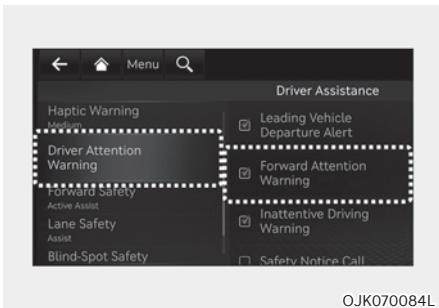 Menu
Driver Assistance
Haptic Warning
Medium
Driver Attention
Warning
Forward Safety
Active Assist
Lane Safety
Assist
Blind-Spot Safety
Leading Vehicle
Departure Alert
Forward Attention
Warning
Inattentive Driving
Warning
Safety Notice Call
OJK070084L